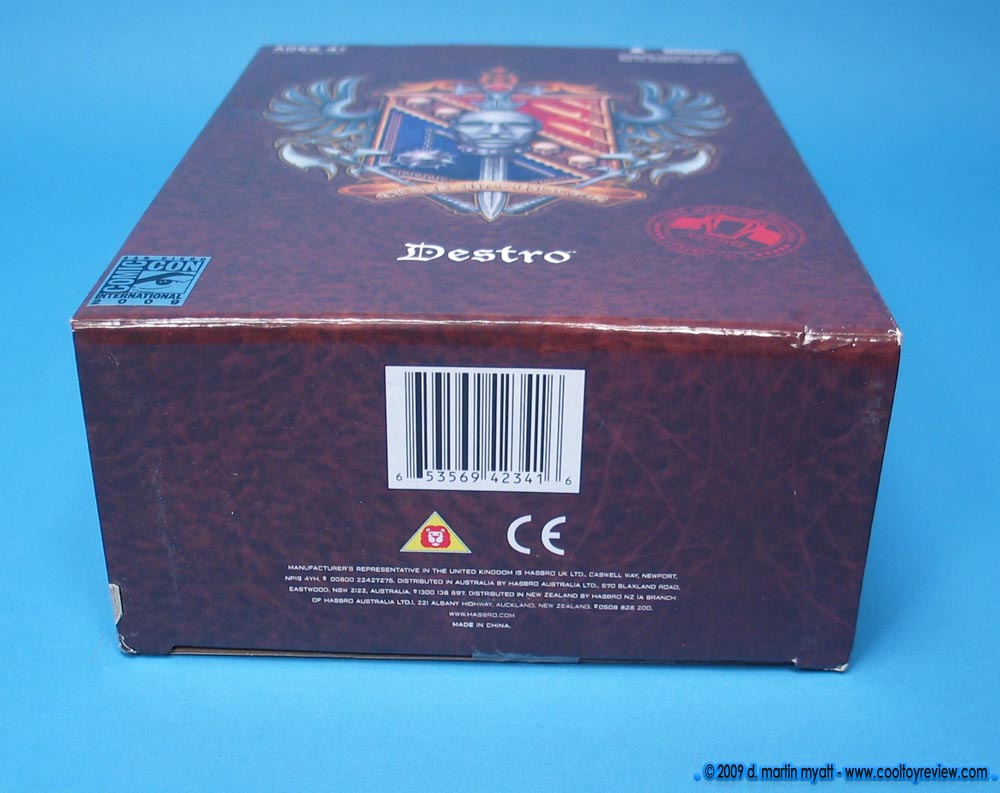 AGES 4+
Destro
COMIC CON
INTERNATIONAL
2009
6 53569 42341 6
CE
MANUFACTURER'S REPRESENTATIVE IN THE UNITED KINGDOM IS HASBRO UK LTD., CASWELL WAY, NEWPORT,
NP19 4YH. 00800 22427276. DISTRIBUTED IN AUSTRALIA BY HASBRO AUSTRALIA LTD., 570 BLAXLAND ROAD,
EASTWOOD, NSW 2122, AUSTRALIA. 1300 138 697. DISTRIBUTED IN NEW ZEALAND BY HASBRO NZ (A BRANCH
OF HASBRO AUSTRALIA LTD.), 221 ALBANY HIGHWAY, AUCKLAND, NEW ZEALAND. 0508 828 200.
WWW.HASBRO.COM
MADE IN CHINA.
© 2009 d. martin myatt - www.cooltoyreview.com